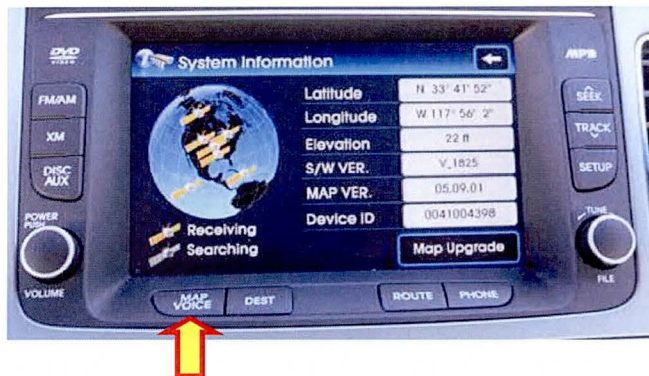 DVD
VIDEO
System Information
MP3
FM/AM
XM
DISC
AUX
POWER
PUSH
VOLUME
Latitude
N 33° 41' 52"
Longitude
W 117° 56' 2"
Elevation
22 ft
S/W VER.
V_1825
MAP VER.
05.09.01
Device ID
0041004398
Receiving
Searching
Map Upgrade
SEEK
TRACK
SETUP
TUNE
FILE
MAP
VOICE
DEST
ROUTE
PHONE